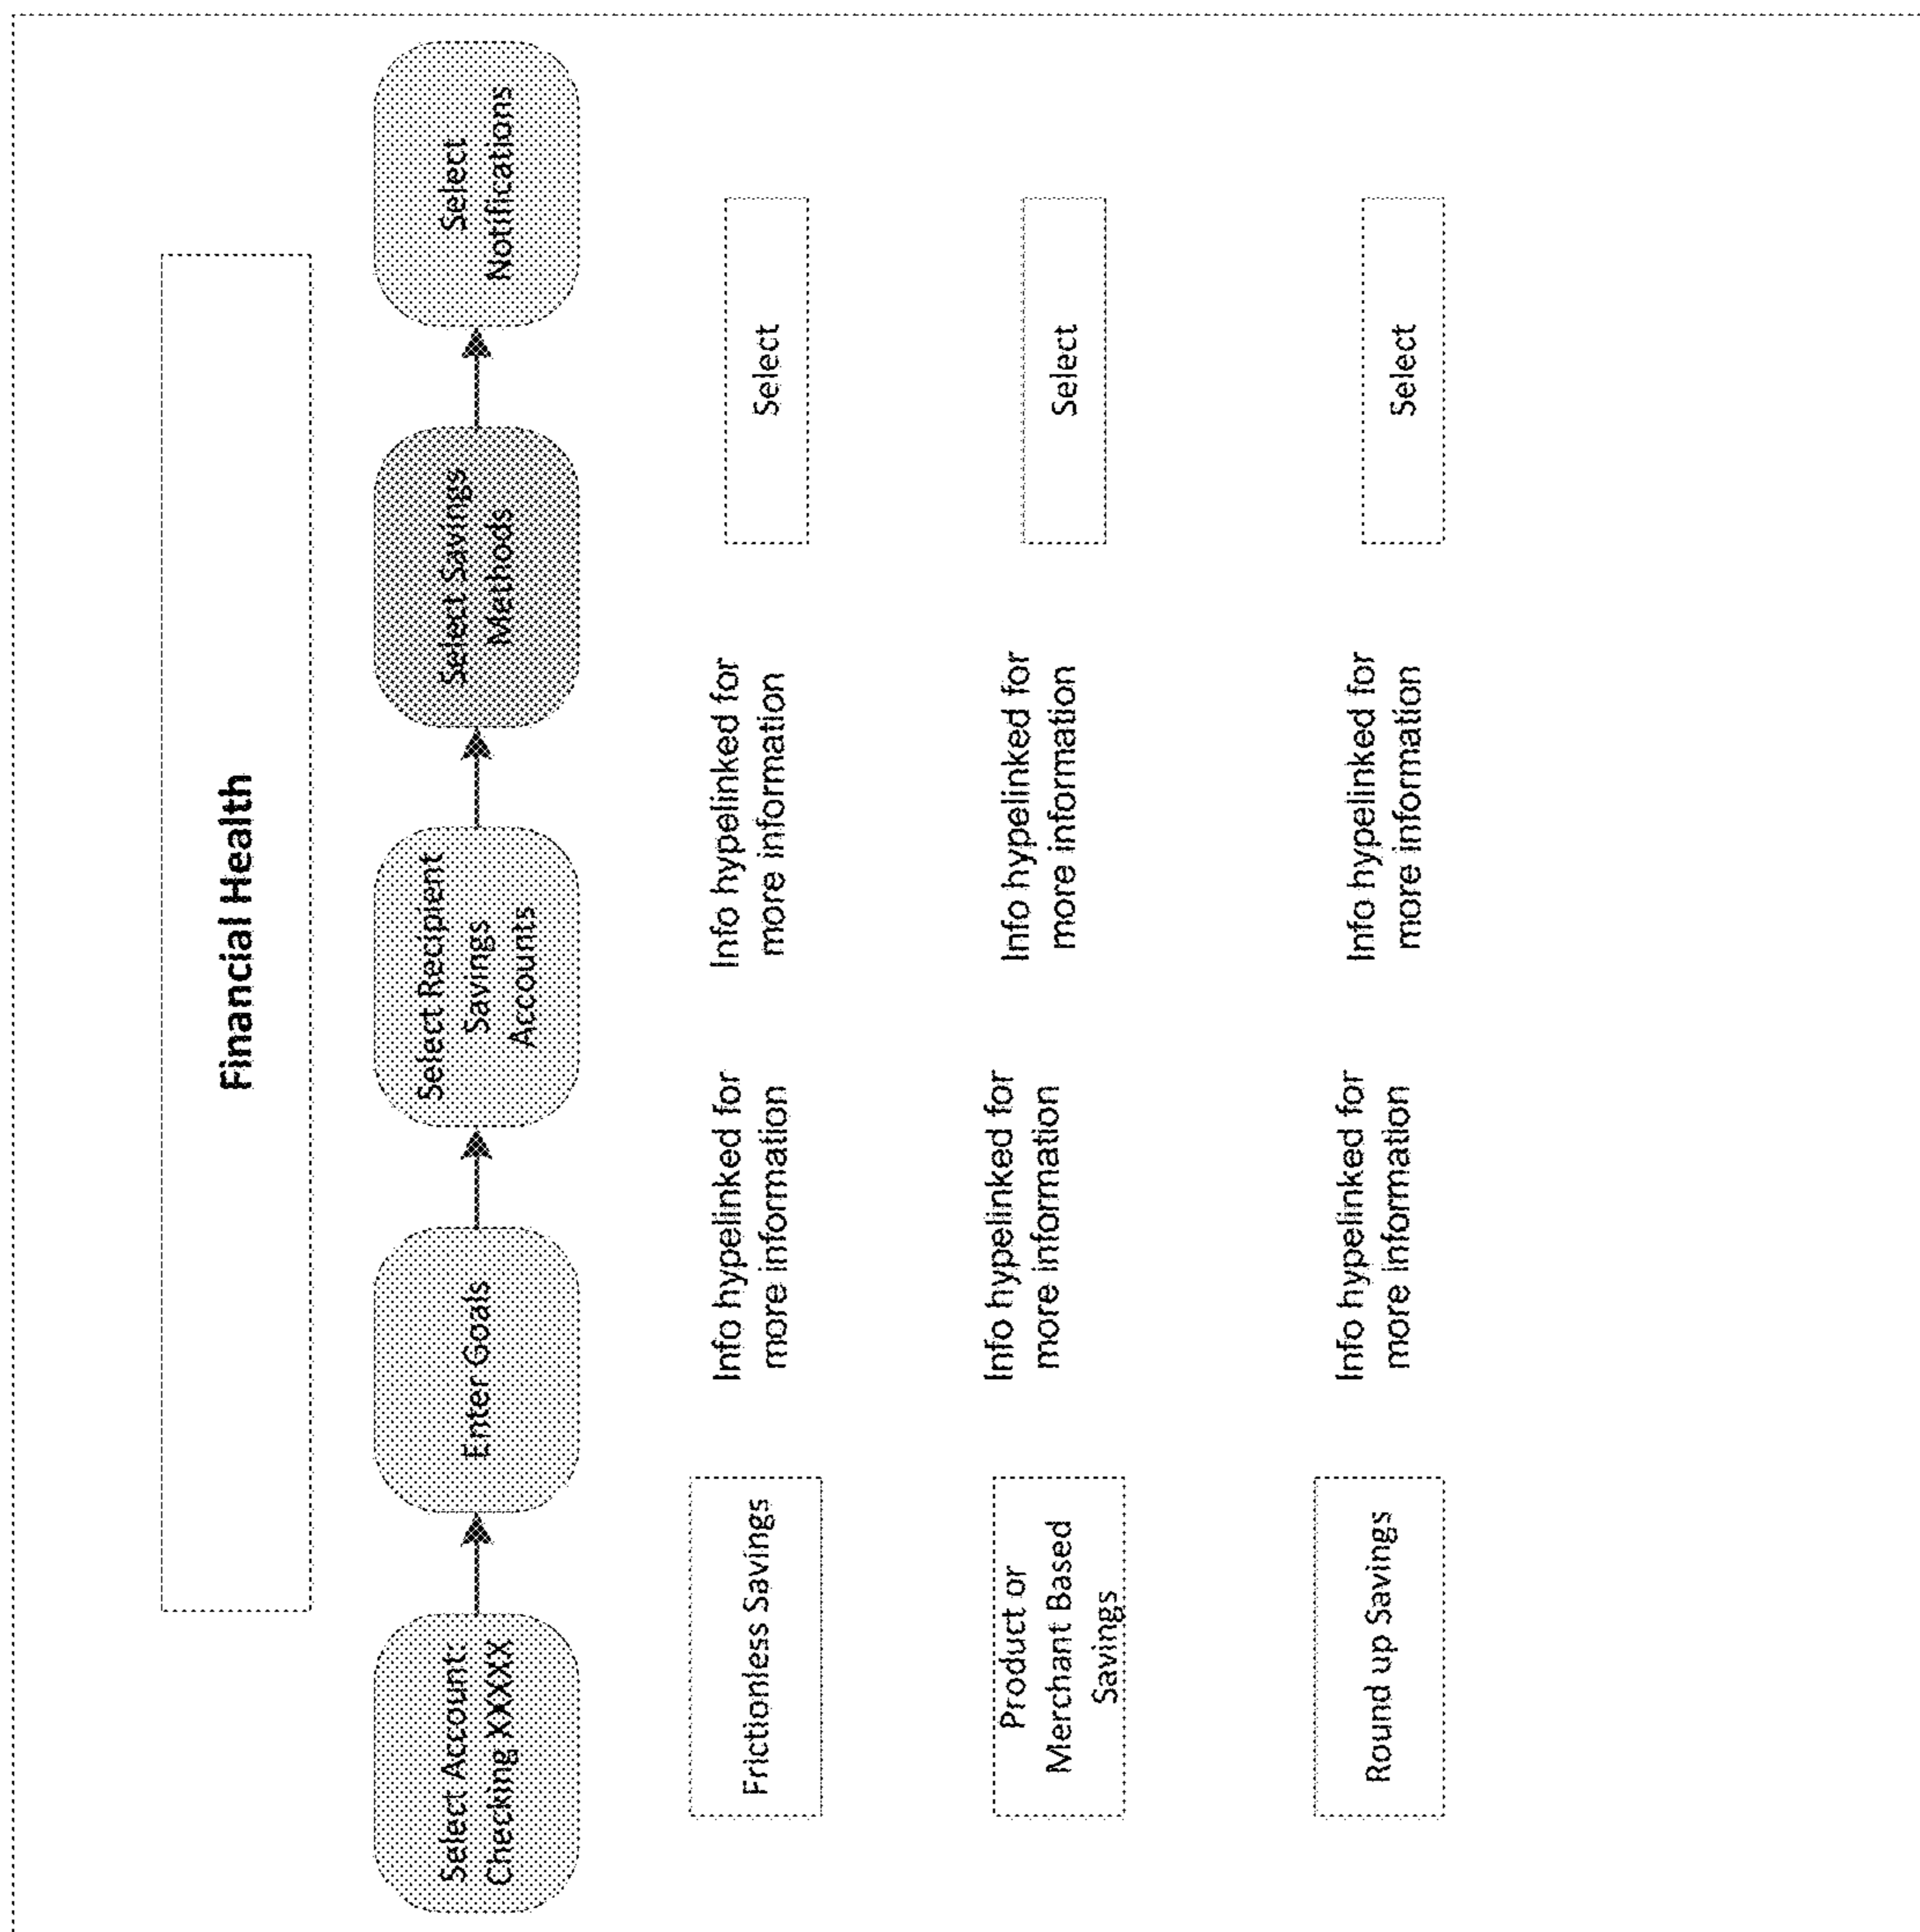 Financial Health
Select Account:
Checking XXXXX
Enter Goals
Select Recipient
Savings
Accounts
Select Savings
Methods
Select
Notifications
Frictionless Savings
Info hypelinked for
more information
Info hypelinked for
more information
Select
Product or
Merchant Based
Savings
Info hypelinked for
more information
Info hypelinked for
more information
Select
Round up Savings
Info hypelinked for
more information
Info hypelinked for
more information
Select